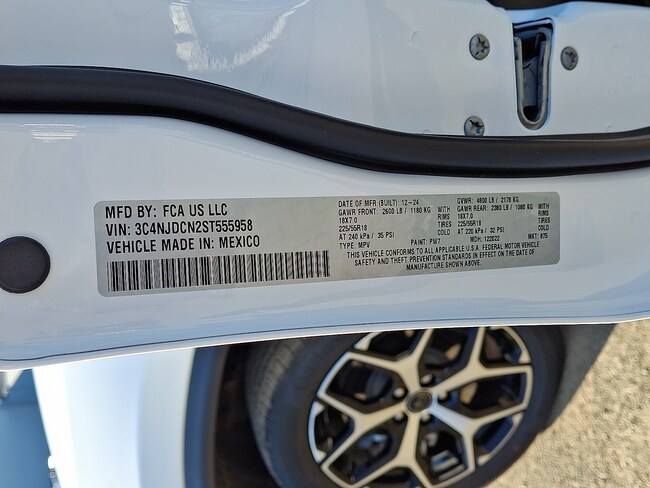 MFD BY: FCA US LLC
VIN: 3C4NJDCN2ST555958
VEHICLE MADE IN: MEXICO
DATE OF MFR (BUILT): 12-24
GVWR: 4800 LB / 2178 KG
GAWR FRONT: 2600 LB / 1180 KG WITH
GAWR REAR: 2380 LB / 1080 KG WITH
18X7.0 RIMS
18X7.0 RIMS
225/55R18 TIRES
225/55R18 TIRES
AT 240 kPa / 35 PSI COLD
AT 220 kPa / 32 PSI COLD
TYPE: MPV PAINT: PW7 MDH: 122022 MKT: #75
THIS VEHICLE CONFORMS TO ALL APPLICABLE U.S.A. FEDERAL MOTOR VEHICLE
SAFETY AND THEFT PREVENTION STANDARDS IN EFFECT ON THE DATE OF
MANUFACTURE SHOWN ABOVE.